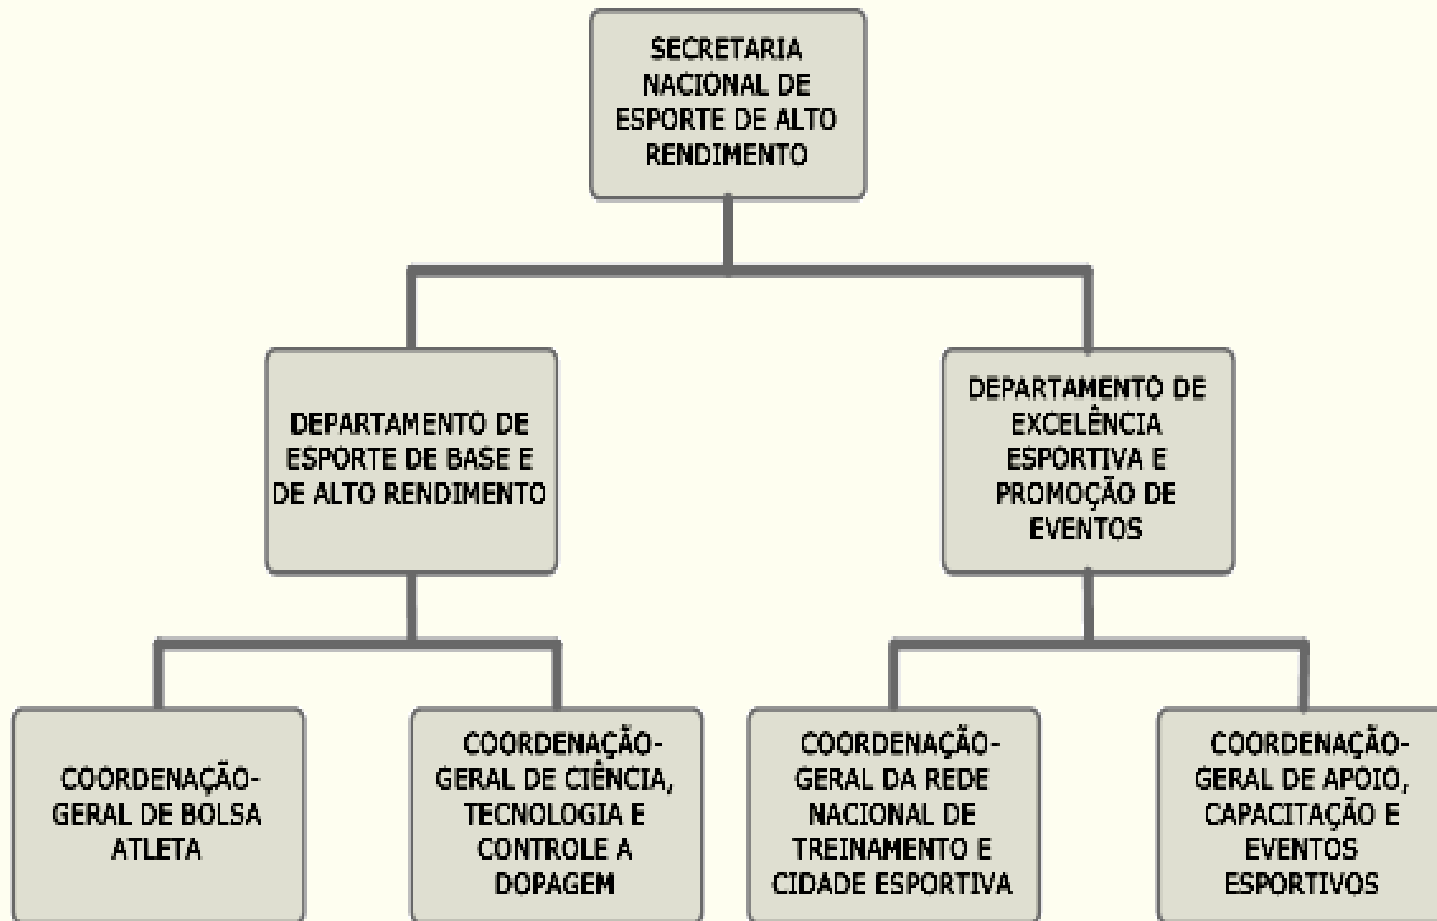 SECRETARIA
NACIONAL DE
ESPORTE DE ALTO
RENDIMENTO
DEPARTAMENTO DE
ESPORTE DE BASE E
DE ALTO RENDIMENTO
DEPARTAMENTO DE
EXCELÊNCIA
ESPORTIVA E
PROMOÇÃO DE
EVENTOS
COORDENAÇÃO-
GERAL DE BOLSA
ATLETA
COORDENAÇÃO-
GERAL DE CIÊNCIA,
TECNOLOGIA E
CONTROLE A
DOPAGEM
COORDENAÇÃO-
GERAL DA REDE
NACIONAL DE
TREINAMENTO E
CIDADE ESPORTIVA
COORDENAÇÃO-
GERAL DE APOIO,
CAPACITAÇÃO E
EVENTOS
ESPORTIVOS